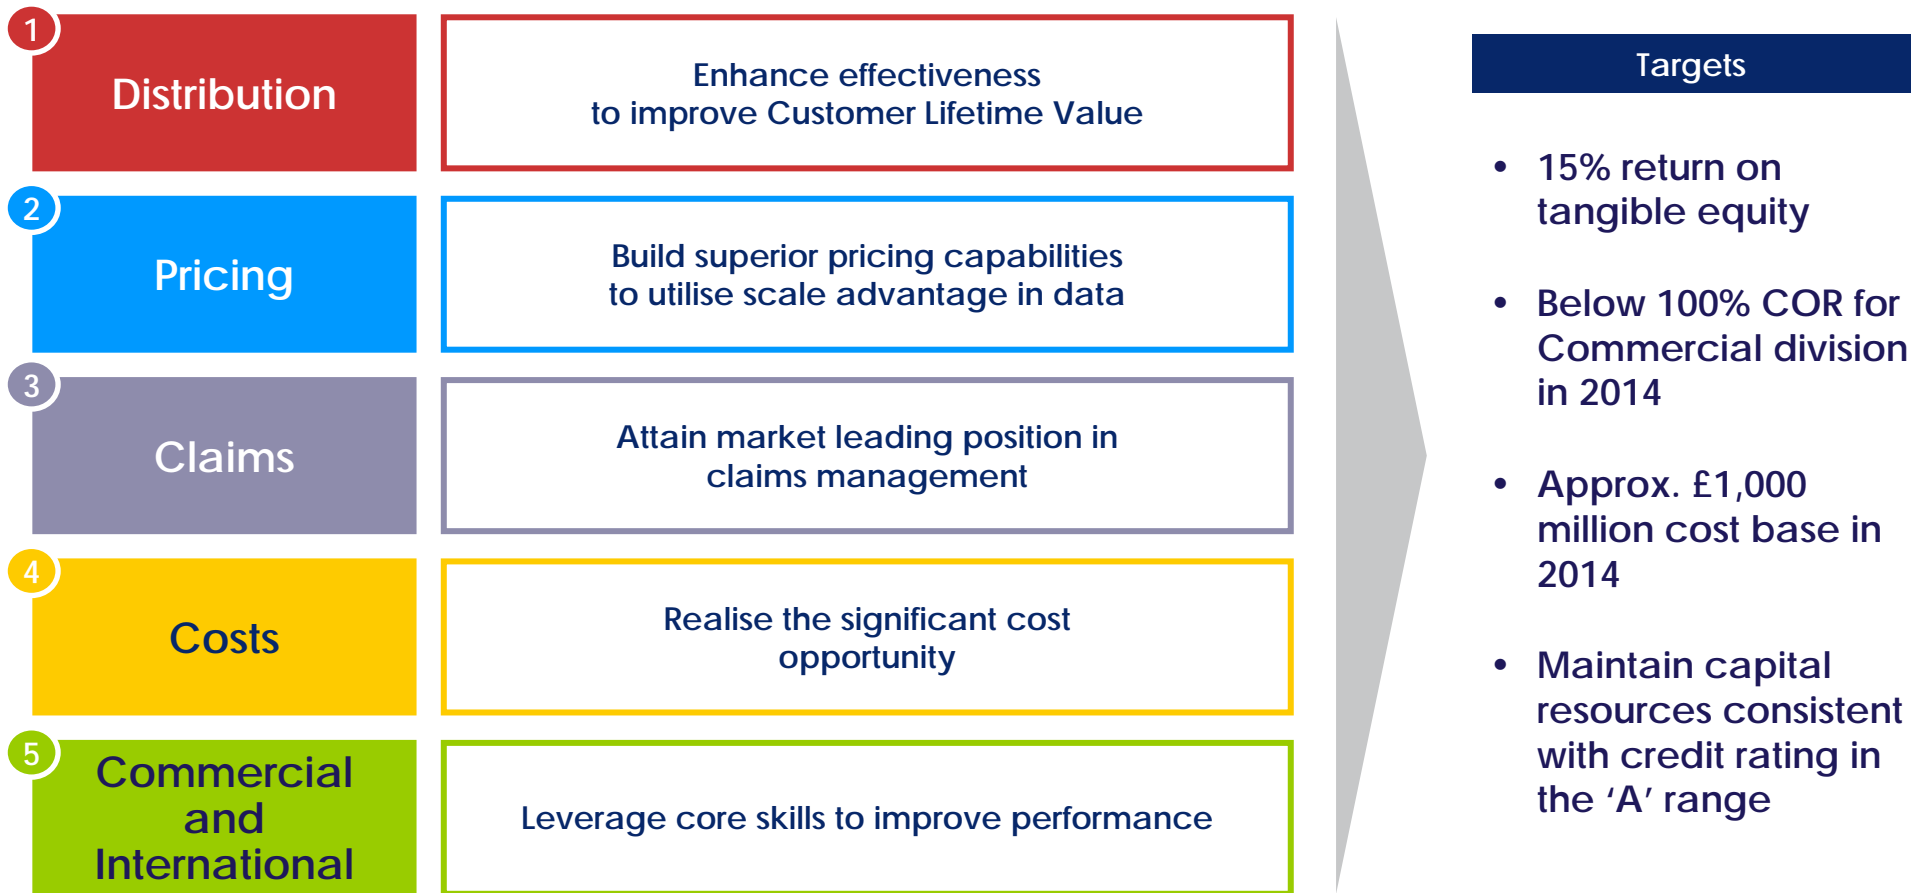 1
Distribution
Enhance effectiveness
to improve Customer Lifetime Value
2
Pricing
Build superior pricing capabilities
to utilise scale advantage in data
3
Claims
Attain market leading position in
claims management
4
Costs
Realise the significant cost
opportunity
5
Commercial
and
International
Leverage core skills to improve performance
Targets
• 15% return on
tangible equity
• Below 100% COR for
Commercial division
in 2014
• Approx. £1,000
million cost base in
2014
• Maintain capital
resources consistent
with credit rating in
the ‘A’ range